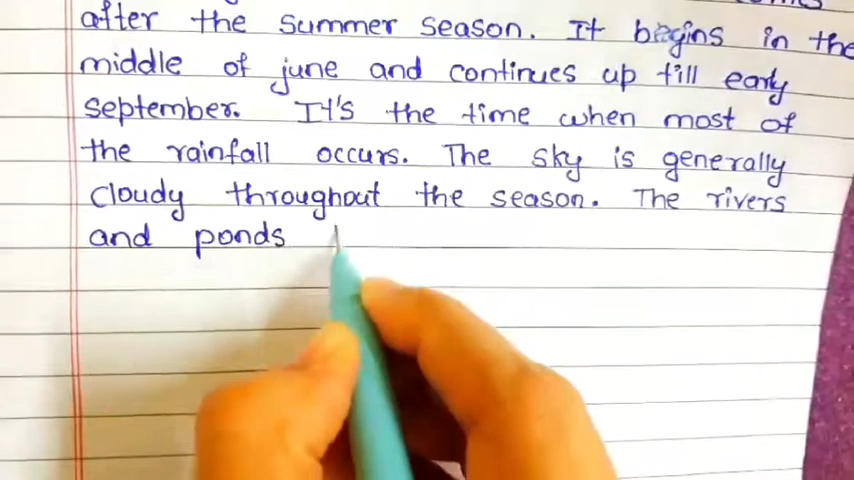 after the summer season. It begins in the
middle of june and continues up till early
september. It's the time when most of
the rainfall occurs. The sky is generally
cloudy throughout the season. The rivers
and ponds